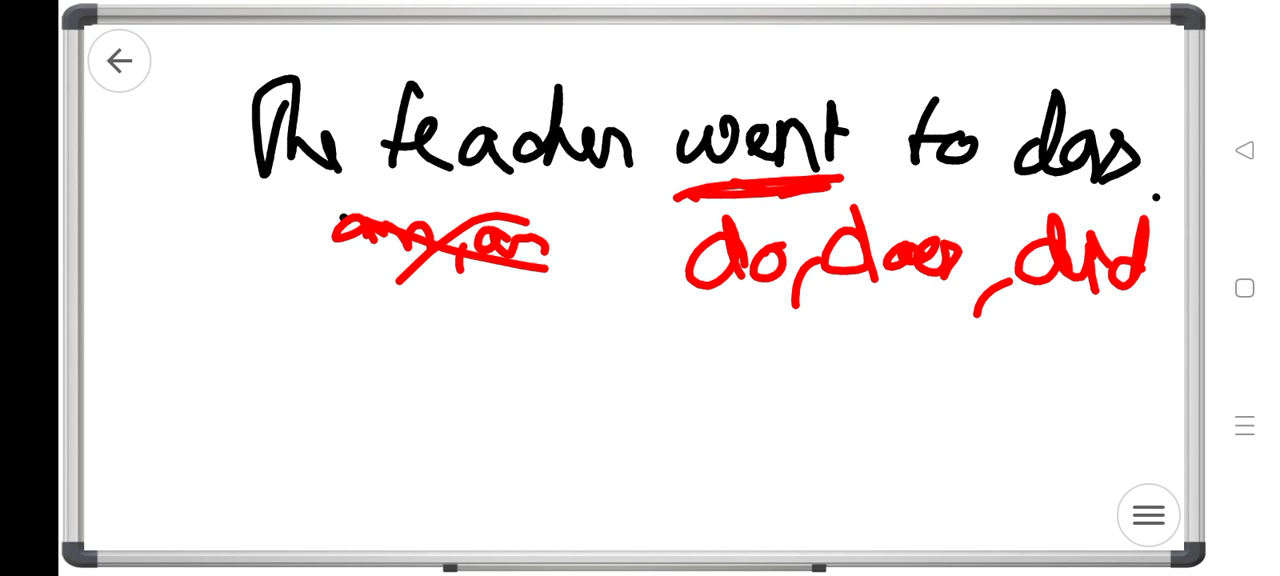 The teacher went to class.
do, does, did